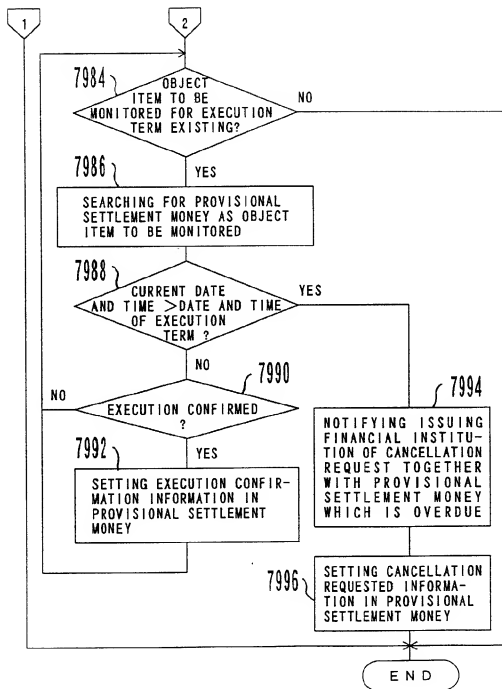 1
2
7984
OBJECT
ITEM TO BE
MONITORED FOR EXECUTION
TERM EXISTING?
NO
YES
7986
SEARCHING FOR PROVISIONAL
SETTLEMENT MONEY AS OBJECT
ITEM TO BE MONITORED
7988
CURRENT DATE
AND TIME >DATE AND TIME
OF EXECUTION
TERM ?
YES
NO
7990
NO
EXECUTION CONFIRMED
?
YES
7992
SETTING EXECUTION CONFIR-
MATION INFORMATION IN
PROVISIONAL SETTLEMENT
MONEY
7994
NOTIFYING ISSUING
FINANCIAL INSTITU-
TION OF CANCELLATION
REQUEST TOGETHER
WITH PROVISIONAL
SETTLEMENT MONEY
WHICH IS OVERDUE
7996
SETTING CANCELLATION
REQUESTED INFORMA-
TION IN PROVISIONAL
SETTLEMENT MONEY
END